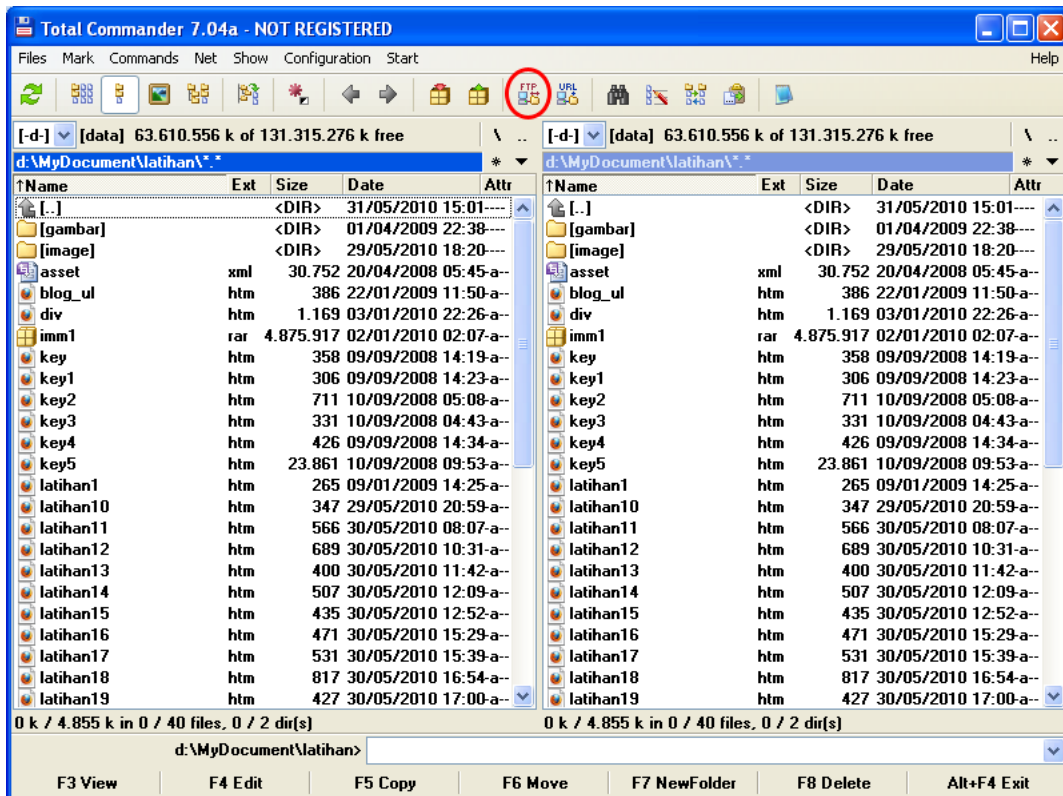 Total Commander 7.04a - NOT REGISTERED
Files Mark Commands Net Show Configuration Start Help
FTP URL
[-d-] [data] 63.610.556 k of 131.315.276 k free \ .. [-d-] [data] 63.610.556 k of 131.315.276 k free \ ..
d:\MyDocument\latihan\*.* * ▼ d:\MyDocument\latihan\*.* * ▼
↑Name Ext Size Date Attr ↑Name Ext Size Date Attr
[..] <DIR> 31/05/2010 15:01---- [..] <DIR> 31/05/2010 15:01----
[gambar] <DIR> 01/04/2009 22:38---- [gambar] <DIR> 01/04/2009 22:38----
[image] <DIR> 29/05/2010 18:20---- [image] <DIR> 29/05/2010 18:20----
asset xml 30.752 20/04/2008 05:45-a-- asset xml 30.752 20/04/2008 05:45-a--
blog_ul htm 386 22/01/2009 11:50-a-- blog_ul htm 386 22/01/2009 11:50-a--
div htm 1.169 03/01/2010 22:26-a-- div htm 1.169 03/01/2010 22:26-a--
imm1 rar 4.875.917 02/01/2010 02:07-a-- imm1 rar 4.875.917 02/01/2010 02:07-a--
key htm 358 09/09/2008 14:19-a-- key htm 358 09/09/2008 14:19-a--
key1 htm 306 09/09/2008 14:23-a-- key1 htm 306 09/09/2008 14:23-a--
key2 htm 711 10/09/2008 05:08-a-- key2 htm 711 10/09/2008 05:08-a--
key3 htm 331 10/09/2008 04:43-a-- key3 htm 331 10/09/2008 04:43-a--
key4 htm 426 09/09/2008 14:34-a-- key4 htm 426 09/09/2008 14:34-a--
key5 htm 23.861 10/09/2008 09:53-a-- key5 htm 23.861 10/09/2008 09:53-a--
latihan1 htm 265 09/01/2009 14:25-a-- latihan1 htm 265 09/01/2009 14:25-a--
latihan10 htm 347 29/05/2010 20:59-a-- latihan10 htm 347 29/05/2010 20:59-a--
latihan11 htm 566 30/05/2010 08:07-a-- latihan11 htm 566 30/05/2010 08:07-a--
latihan12 htm 689 30/05/2010 10:31-a-- latihan12 htm 689 30/05/2010 10:31-a--
latihan13 htm 400 30/05/2010 11:42-a-- latihan13 htm 400 30/05/2010 11:42-a--
latihan14 htm 507 30/05/2010 12:09-a-- latihan14 htm 507 30/05/2010 12:09-a--
latihan15 htm 435 30/05/2010 12:52-a-- latihan15 htm 435 30/05/2010 12:52-a--
latihan16 htm 471 30/05/2010 15:29-a-- latihan16 htm 471 30/05/2010 15:29-a--
latihan17 htm 531 30/05/2010 15:39-a-- latihan17 htm 531 30/05/2010 15:39-a--
latihan18 htm 817 30/05/2010 16:54-a-- latihan18 htm 817 30/05/2010 16:54-a--
latihan19 htm 427 30/05/2010 17:00-a-- latihan19 htm 427 30/05/2010 17:00-a--
0 k / 4.855 k in 0 / 40 files, 0 / 2 dir(s) 0 k / 4.855 k in 0 / 40 files, 0 / 2 dir(s)
d:\MyDocument\latihan>
F3 View F4 Edit F5 Copy F6 Move F7 NewFolder F8 Delete Alt+F4 Exit